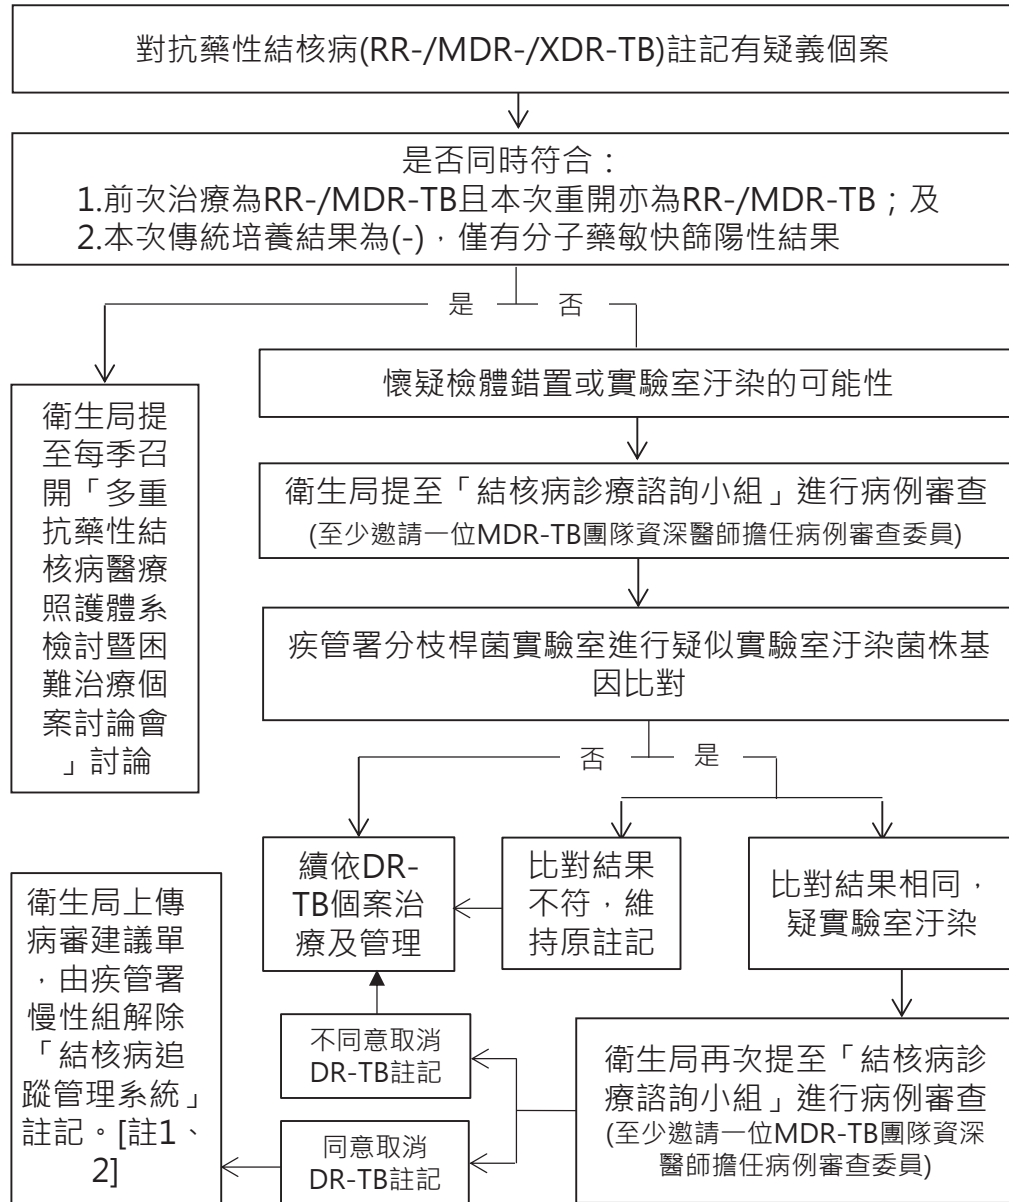 對抗藥性結核病(RR-/MDR-/XDR-TB)註記有疑義個案
是否同時符合：
1.前次治療為RR-/MDR-TB且本次重開亦為RR-/MDR-TB；及
2.本次傳統培養結果為(-)，僅有分子藥敏快篩陽性結果
是
否
衛生局提
至每季召
開「多重
抗藥性結
核病醫療
照護體系
檢討暨困
難治療個
案討論會
」討論
懷疑檢體錯置或實驗室汙染的可能性
衛生局提至「結核病診療諮詢小組」進行病例審查
(至少邀請一位MDR-TB團隊資深醫師擔任病例審查委員)
疾管署分枝桿菌實驗室進行疑似實驗室汙染菌株基
因比對
否
是
續依DR-
TB個案治
療及管理
比對結果
不符，維
持原註記
比對結果相同，
疑實驗室汙染
衛生局再次提至「結核病診
療諮詢小組」進行病例審查
(至少邀請一位MDR-TB團隊資深
醫師擔任病例審查委員)
不同意取消
DR-TB註記
同意取消
DR-TB註記
衛生局上傳
病審建議單
，由疾管署
慢性組解除
「結核病追
蹤管理系統」
註記。[註1、
2]